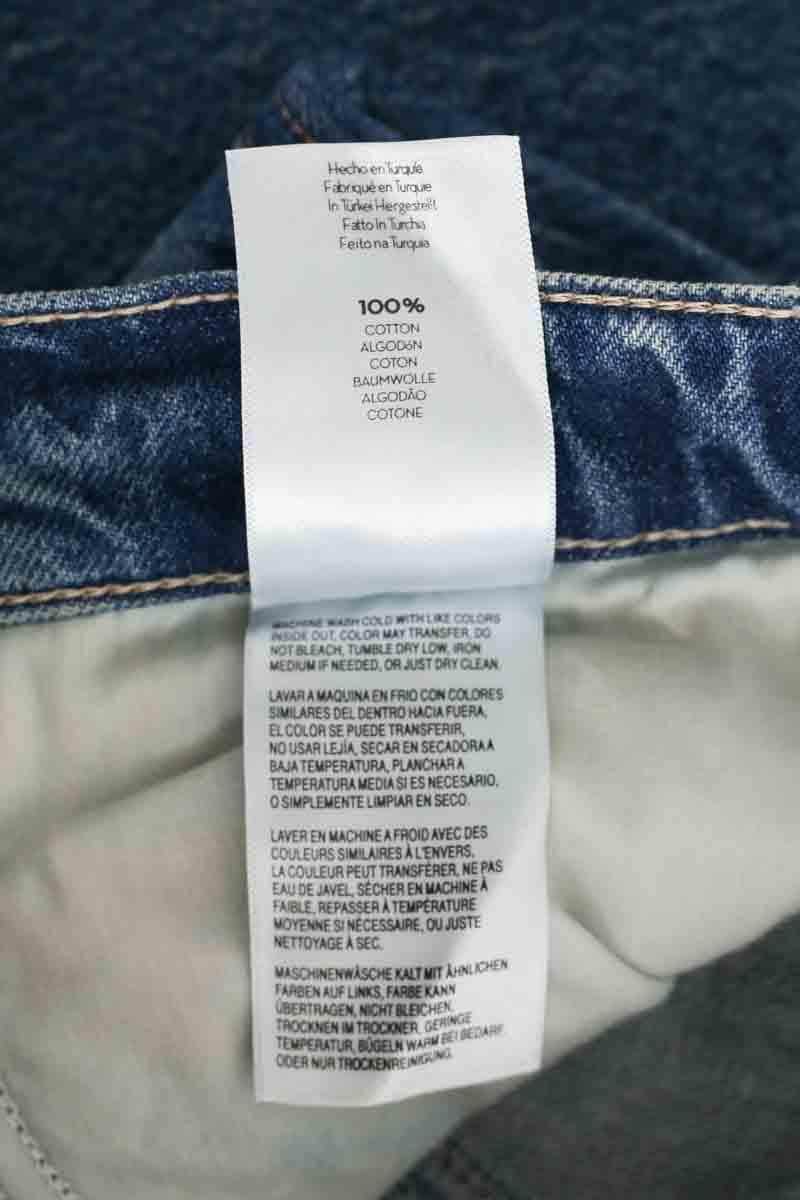 Hecho en Turquía
Fabriqué en Turquie
In Türkei Hergestellt
Fatto In Turchia
Feito na Turquia
100%
COTTON
ALGODóN
COTON
BAUMWOLLE
ALGODÃO
COTONE
MACHINE WASH COLD WITH LIKE COLORS
INSIDE OUT, COLOR MAY TRANSFER, DO
NOT BLEACH, TUMBLE DRY LOW, IRON
MEDIUM IF NEEDED, OR JUST DRY CLEAN.
LAVAR A MAQUINA EN FRIO CON COLORES
SIMILARES DEL DENTRO HACIA FUERA,
EL COLOR SE PUEDE TRANSFERIR,
NO USAR LEJÍA, SECAR EN SECADORA A
BAJA TEMPERATURA, PLANCHAR A
TEMPERATURA MEDIA SI ES NECESARIO,
O SIMPLEMENTE LIMPIAR EN SECO.
LAVER EN MACHINE A FROID AVEC DES
COULEURS SIMILAIRES À L'ENVERS,
LA COULEUR PEUT TRANSFÉRER, NE PAS
EAU DE JAVEL, SÉCHER EN MACHINE À
FAIBLE, REPASSER À TEMPÉRATURE
MOYENNE SI NÉCESSAIRE, OU JUSTE
NETTOYAGE À SEC.
MASCHINENWÄSCHE KALT MIT ÄHNLICHEN
FARBEN AUF LINKS, FARBE KANN
ÜBERTRAGEN, NICHT BLEICHEN,
TROCKNEN IM TROCKNER, GERINGE
TEMPERATUR, BÜGELN WARM BEI BEDARF
ODER NUR TROCKENREINIGUNG.